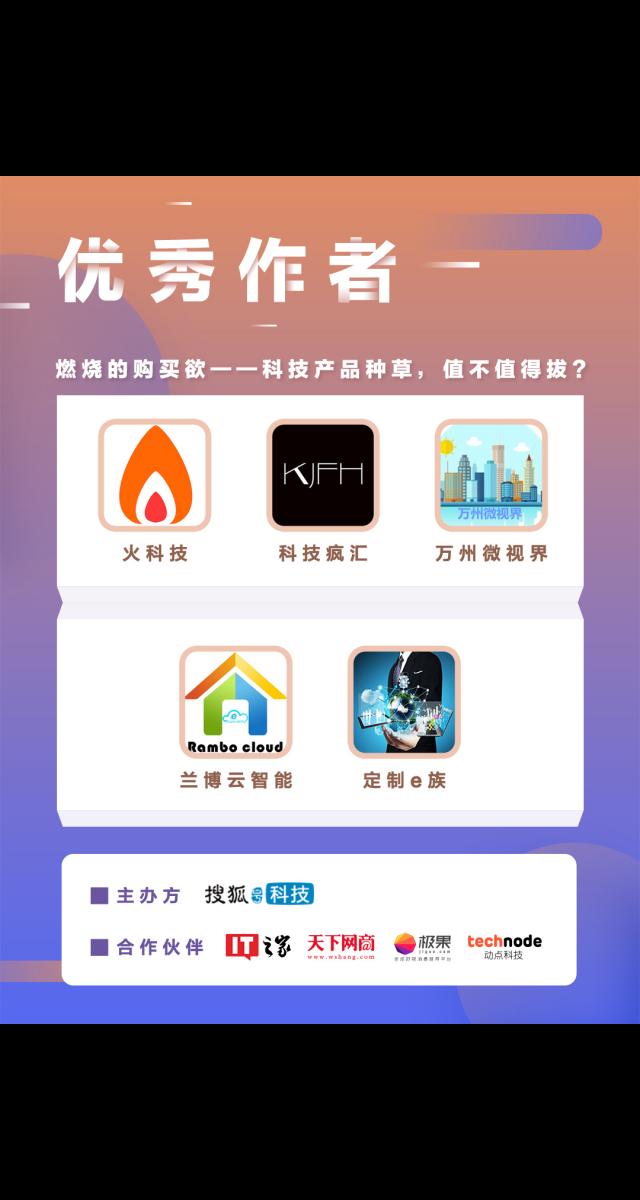 优秀作者
燃烧的购买欲——科技产品种草，值不值得拔？
KJFH
万州微视界
火科技 科技疯汇 万州微视界
Rambo cloud
兰博云智能 定制e族
主办方 搜狐号科技
合作伙伴 IT之家 天下网商 极果 technode
www.wshang.com
动点科技